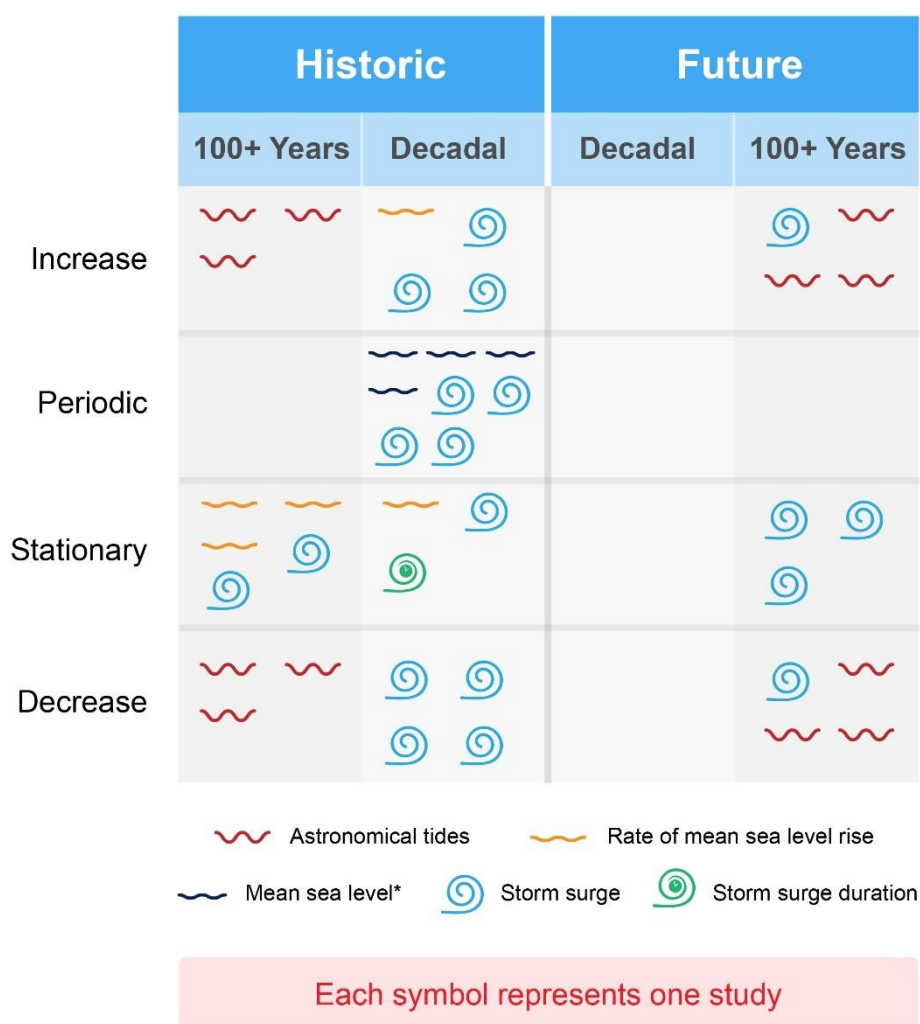 Historic Future
100+ Years Decadal Decadal 100+ Years
Increase
Periodic
Stationary
Decrease
Astronomical tides Rate of mean sea level rise
Mean sea level* Storm surge Storm surge duration
Each symbol represents one study